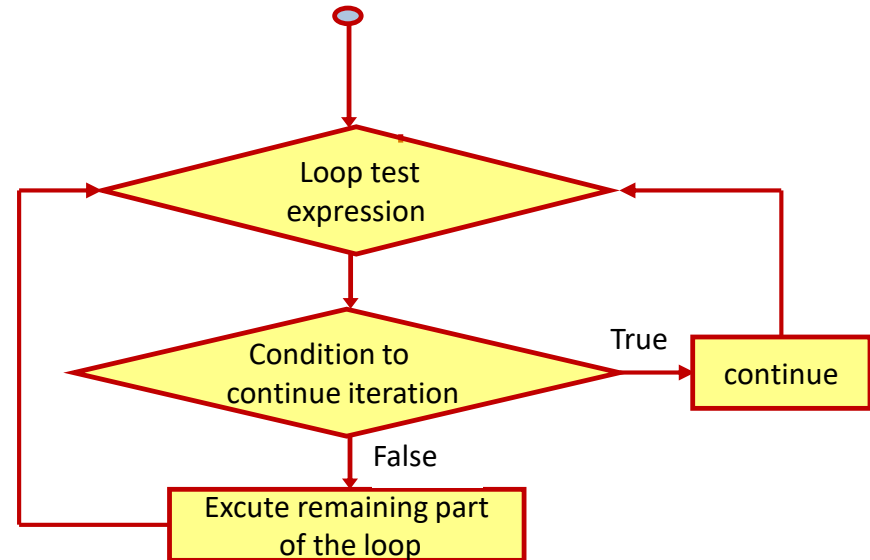 Loop test
expression
Condition to
continue iteration
True
continue
False
Excute remaining part
of the loop